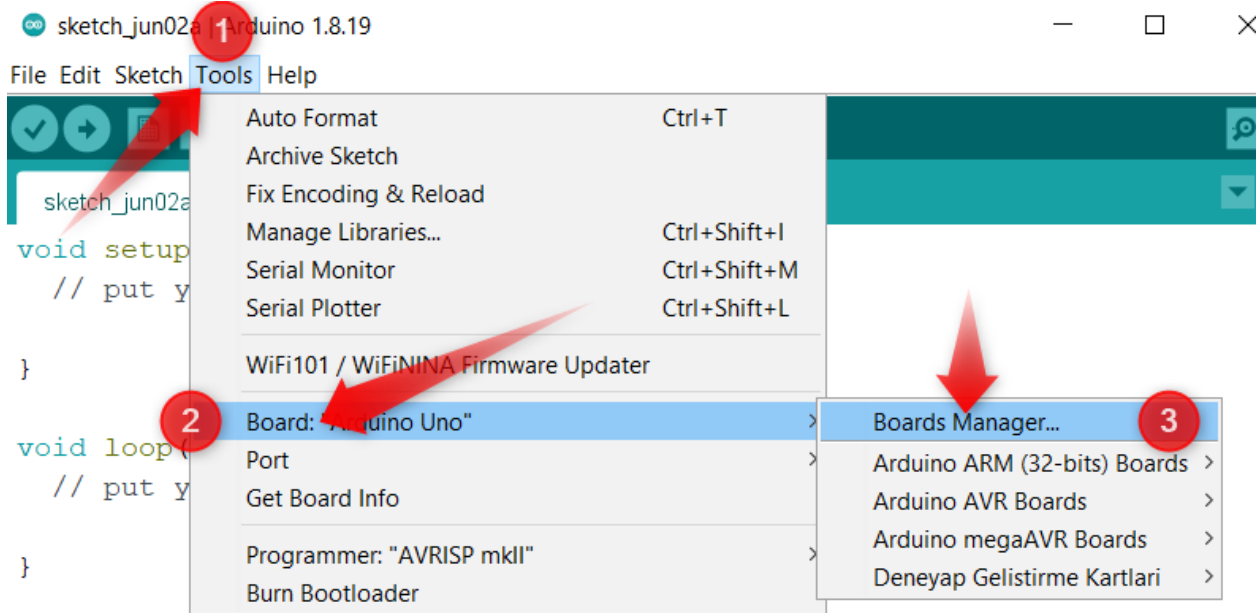 sketch_jun02a | Arduino 1.8.19
1
File Edit Sketch Tools Help
Auto Format Ctrl+T
Archive Sketch
Fix Encoding & Reload
sketch_jun02a
Manage Libraries... Ctrl+Shift+I
void setup
Serial Monitor Ctrl+Shift+M
// put y
Serial Plotter Ctrl+Shift+L
}
WiFi101 / WiFiNINA Firmware Updater
2
Board: "Arduino Uno"
Boards Manager... 3
void loop(
Port
Arduino ARM (32-bits) Boards
// put y
Get Board Info
Arduino AVR Boards
Arduino megaAVR Boards
}
Programmer: "AVRISP mkII"
Deneyap Gelistirme Kartlari
Burn Bootloader